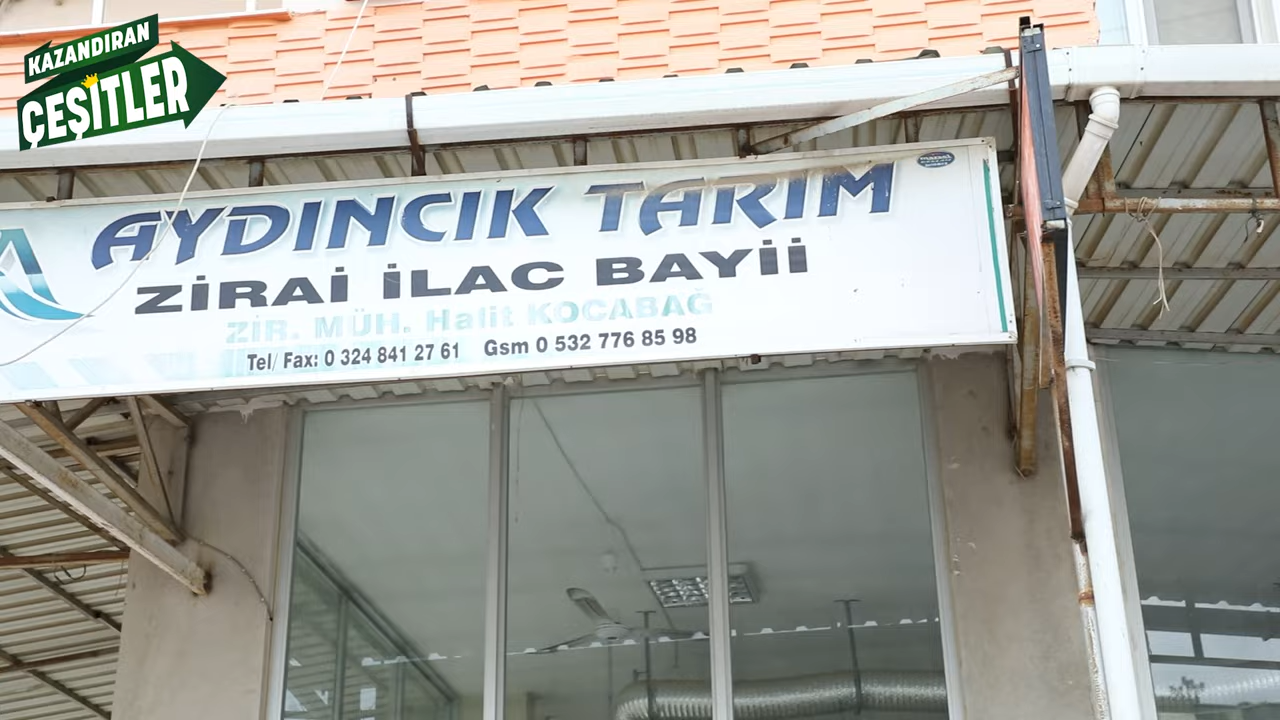 KAZANDIRAN
ÇEŞİTLER
AYDINCIK TARIM
ZİRAİ İLAC BAYİİ
ZİR. MÜH. Halit KOCABAĞ
Tel/ Fax: 0 324 841 27 61 Gsm 0 532 776 85 98